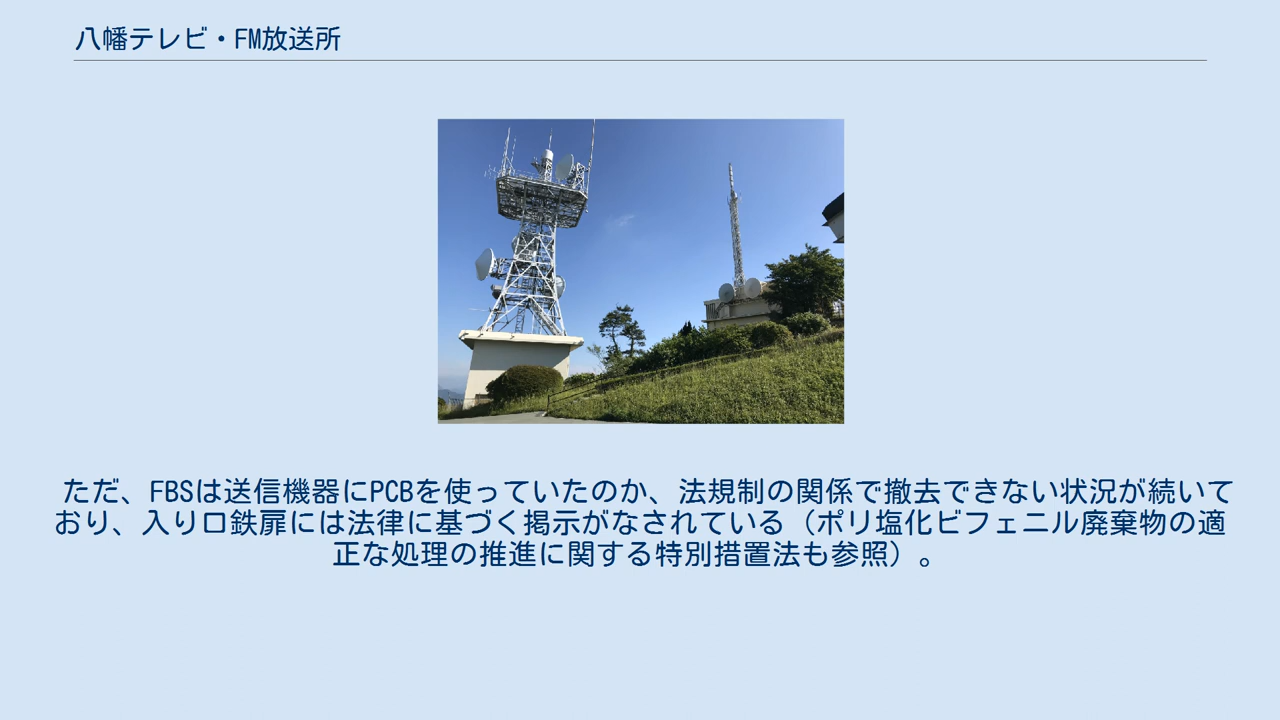 八幡テレビ・FM放送所
ただ、FBSは送信機器にPCBを使っていたのか、法規制の関係で撤去できない状況が続いて
おり、入り口鉄扉には法律に基づく掲示がなされている（ポリ塩化ビフェニル廃棄物の適
正な処理の推進に関する特別措置法も参照）。